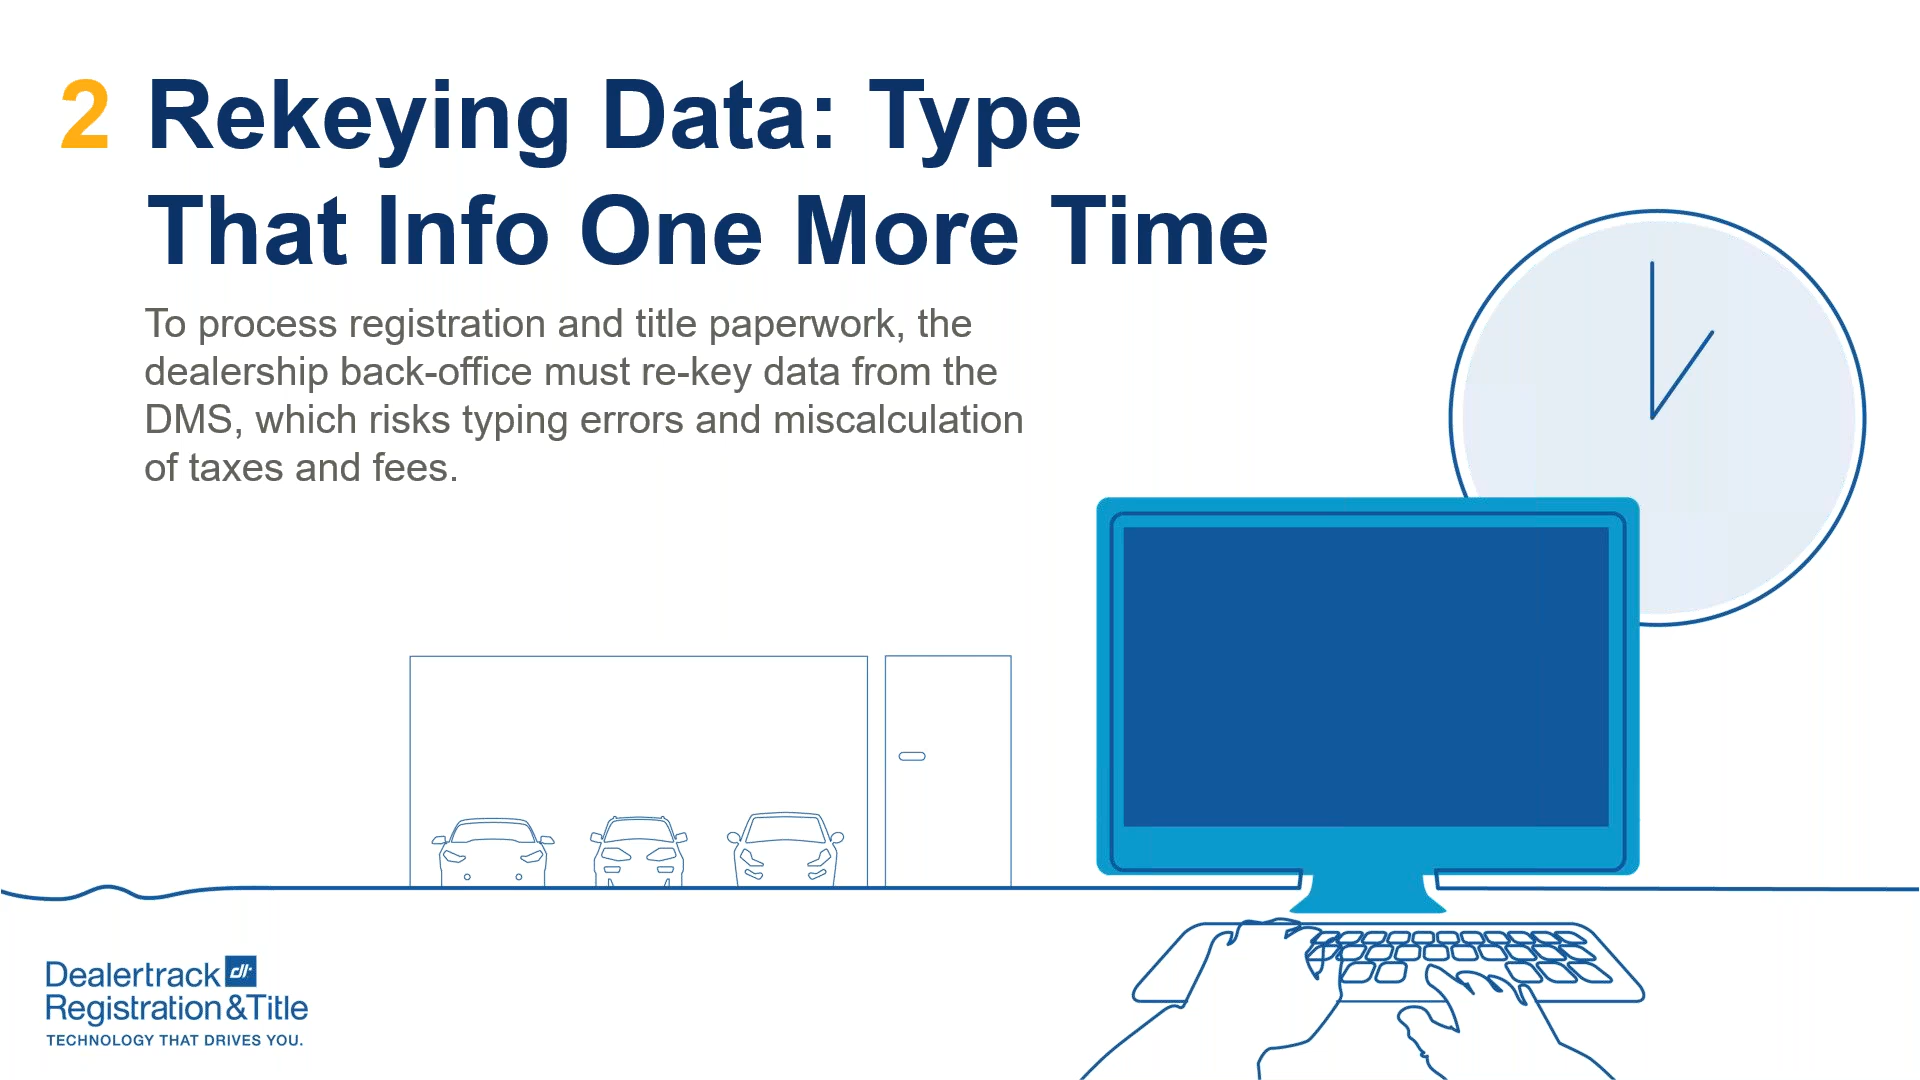 2 Rekeying Data: Type
That Info One More Time
To process registration and title paperwork, the
dealership back-office must re-key data from the
DMS, which risks typing errors and miscalculation
of taxes and fees.
Dealertrack dt
Registration & Title
TECHNOLOGY THAT DRIVES YOU.